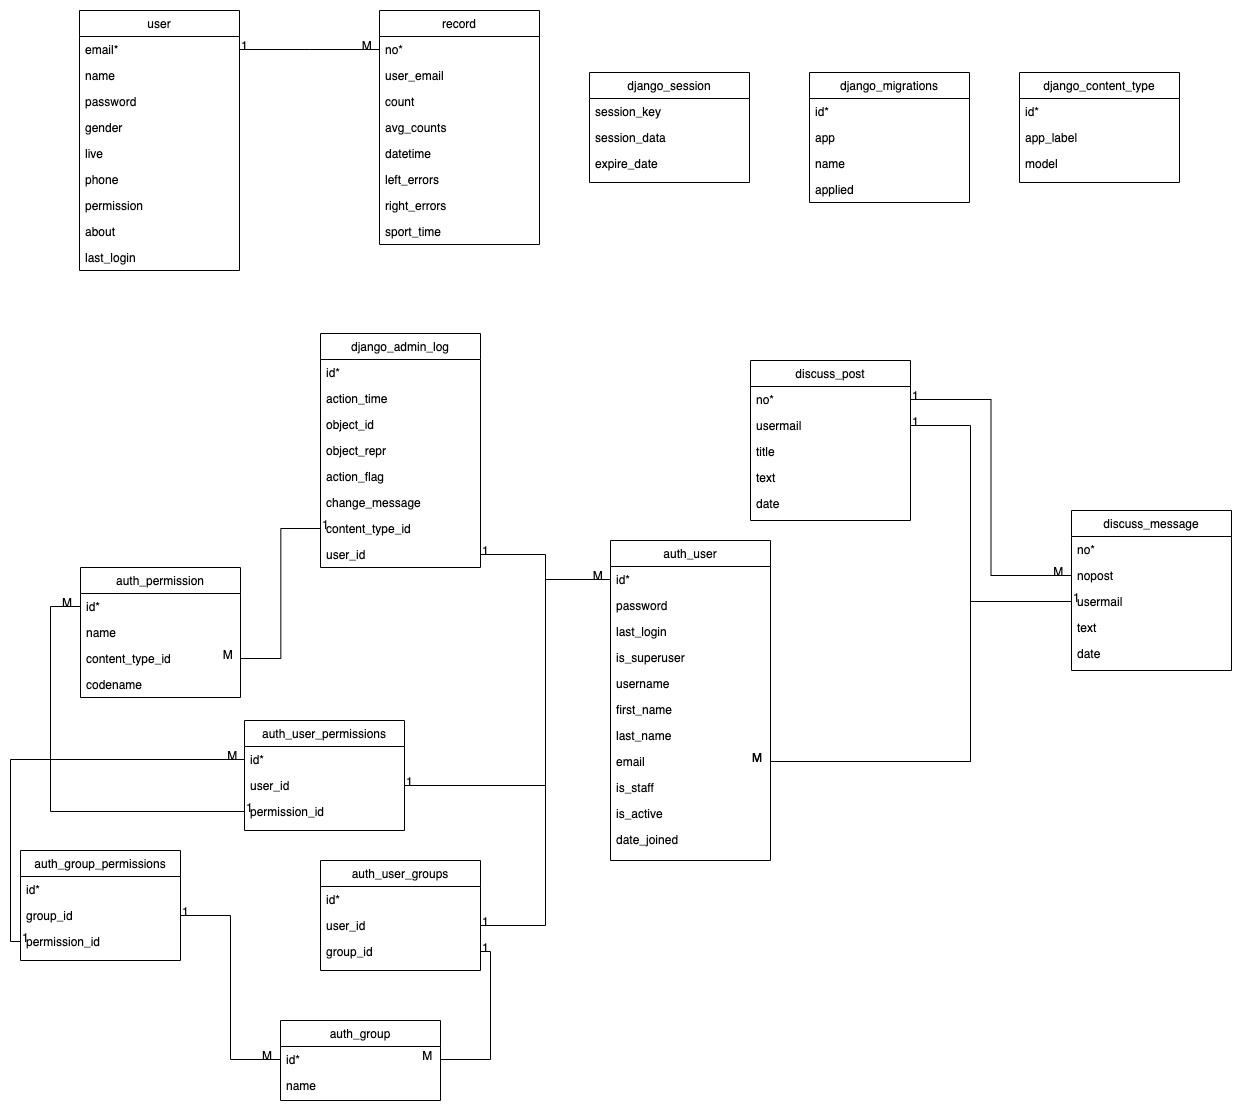 user
email*
name
password
gender
live
phone
permission
about
last_login
1
M
record
no*
user_email
count
avg_counts
datetime
left_errors
right_errors
sport_time
django_session
session_key
session_data
expire_date
django_migrations
id*
app
name
applied
django_content_type
id*
app_label
model
django_admin_log
id*
action_time
object_id
object_repr
action_flag
change_message
1
content_type_id
user_id
1
discuss_post
no*
1
usermail
1
title
text
date
discuss_message
no*
M
nopost
1
usermail
text
date
auth_user
M
id*
password
last_login
is_superuser
username
first_name
last_name
email
M
is_staff
is_active
date_joined
auth_permission
M
id*
name
content_type_id
M
codename
auth_user_permissions
M
id*
user_id
1
1
permission_id
auth_group_permissions
id*
group_id
1
1
permission_id
auth_user_groups
id*
user_id
1
group_id
1
auth_group
M
id*
M
name